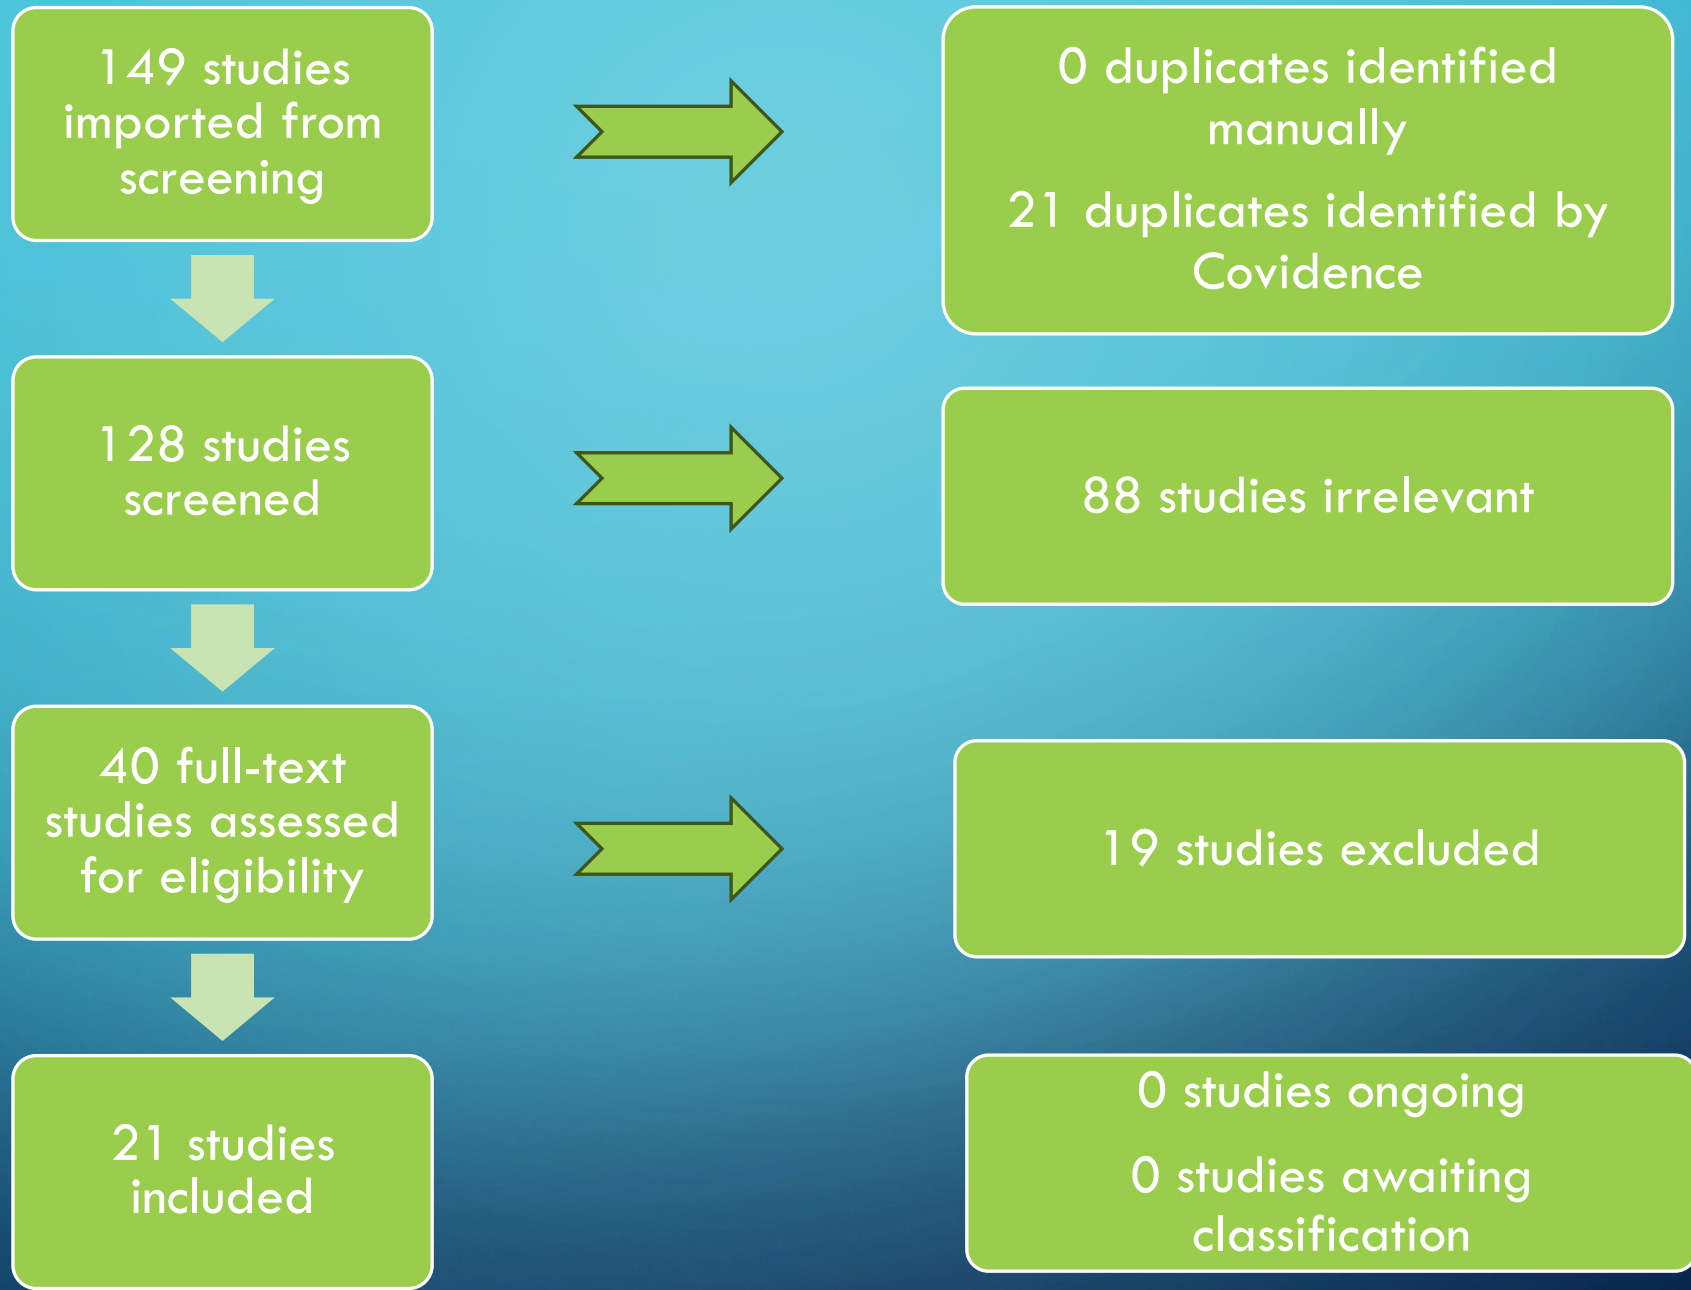 149 studies
imported from
screening
0 duplicates identified
manually
21 duplicates identified by
Covidence
128 studies
screened
88 studies irrelevant
40 full-text
studies assessed
for eligibility
19 studies excluded
21 studies
included
0 studies ongoing
0 studies awaiting
classification